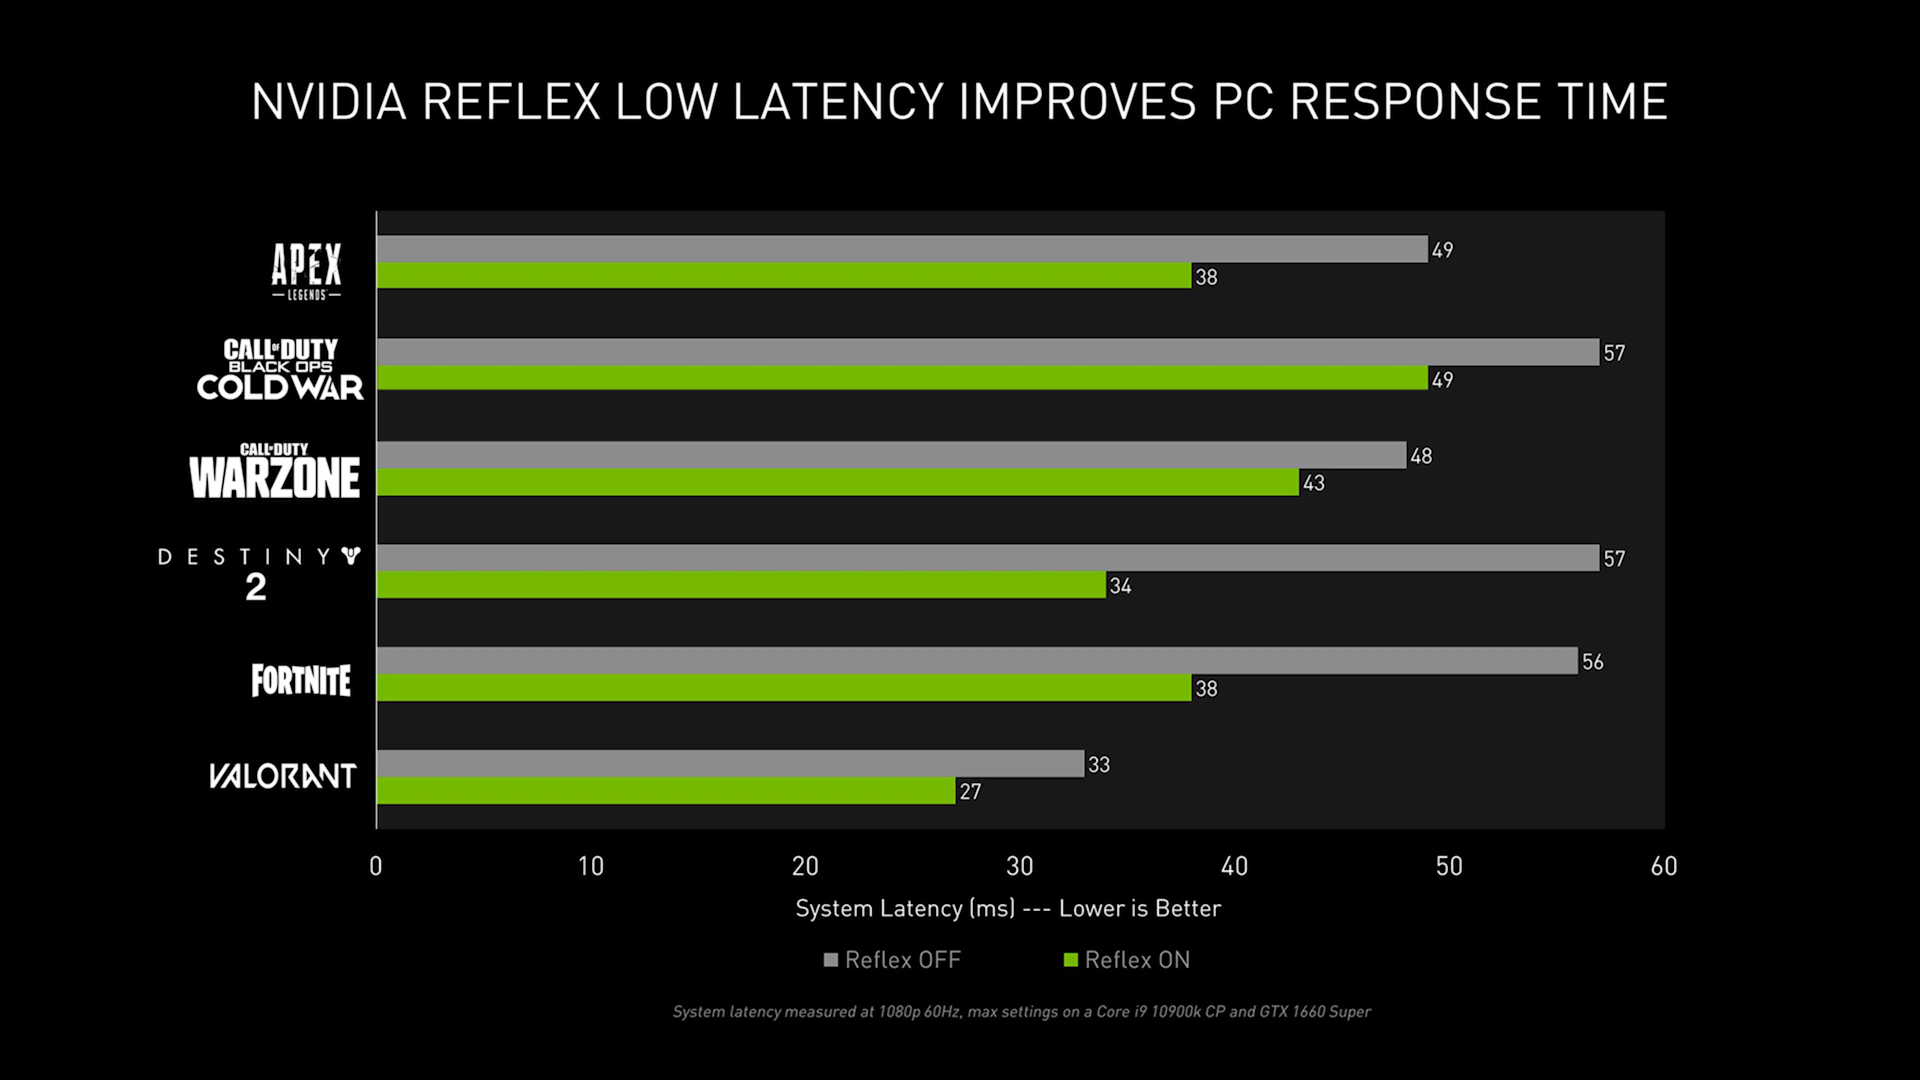 NVIDIA REFLEX LOW LATENCY IMPROVES PC RESPONSE TIME
APEX
LEGENDS
49
38
CALL OF DUTY
BLACK OPS
COLD WAR
57
49
CALL OF DUTY
WARZONE
48
43
DESTINY
2
57
34
FORTNITE
56
38
VALORANT
33
27
0 10 20 30 40 50 60
System Latency (ms) --- Lower is Better
Reflex OFF Reflex ON
System latency measured at 1080p 60Hz, max settings on a Core i9 10900k CP and GTX 1660 Super